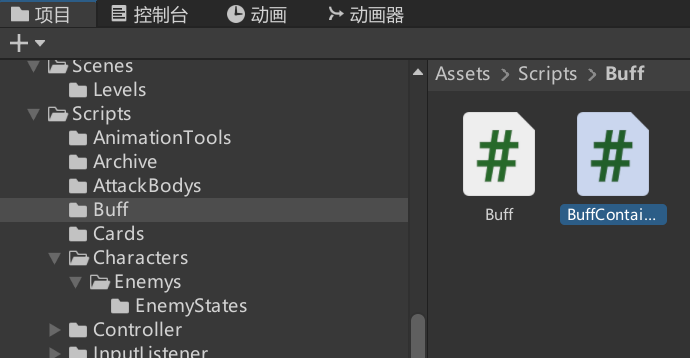 项目 控制台 动画 动画器
Scenes
Levels
Scripts
AnimationTools
Archive
AttackBodys
Buff
Cards
Characters
Enemys
EnemyStates
Controller
InputListener
Assets > Scripts > Buff
# #
Buff BuffContai...